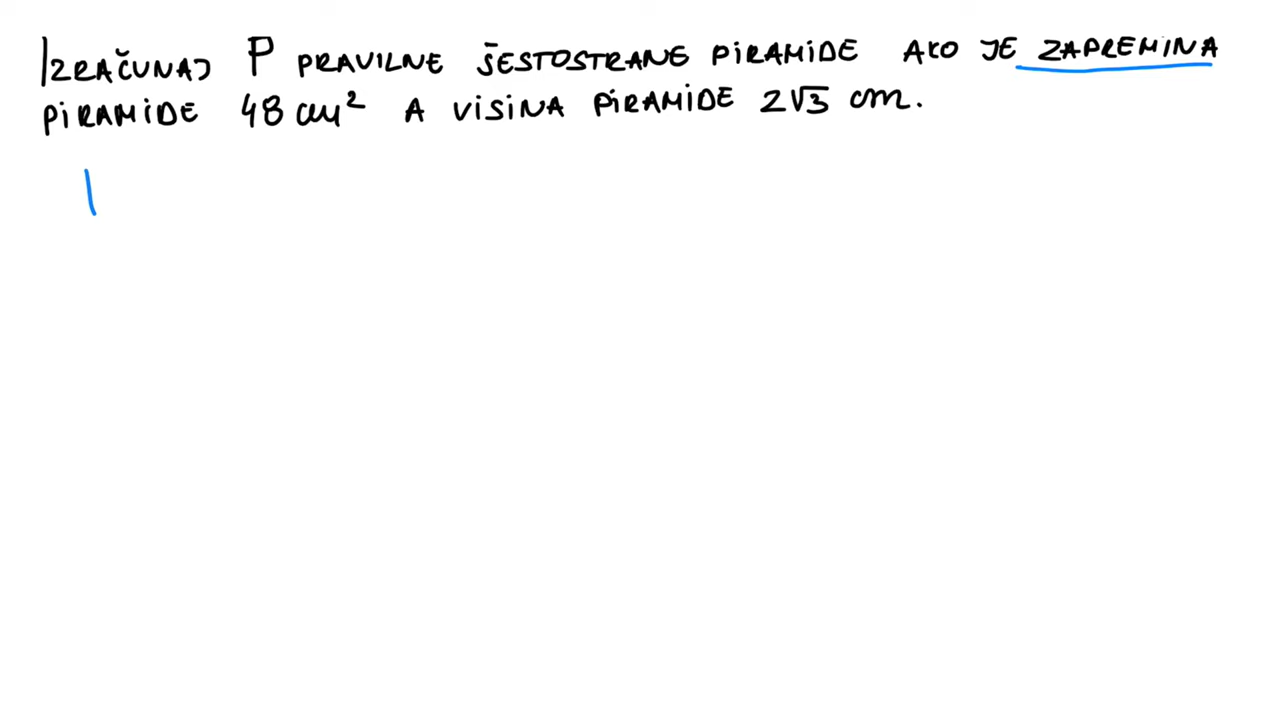 IZRAČUNAJ P PRAVILNE ŠESTOSTRANE PIRAMIDE AKO JE ZAPREMINA
PIRAMIDE 48 cm² A VISINA PIRAMIDE 2√3 cm.